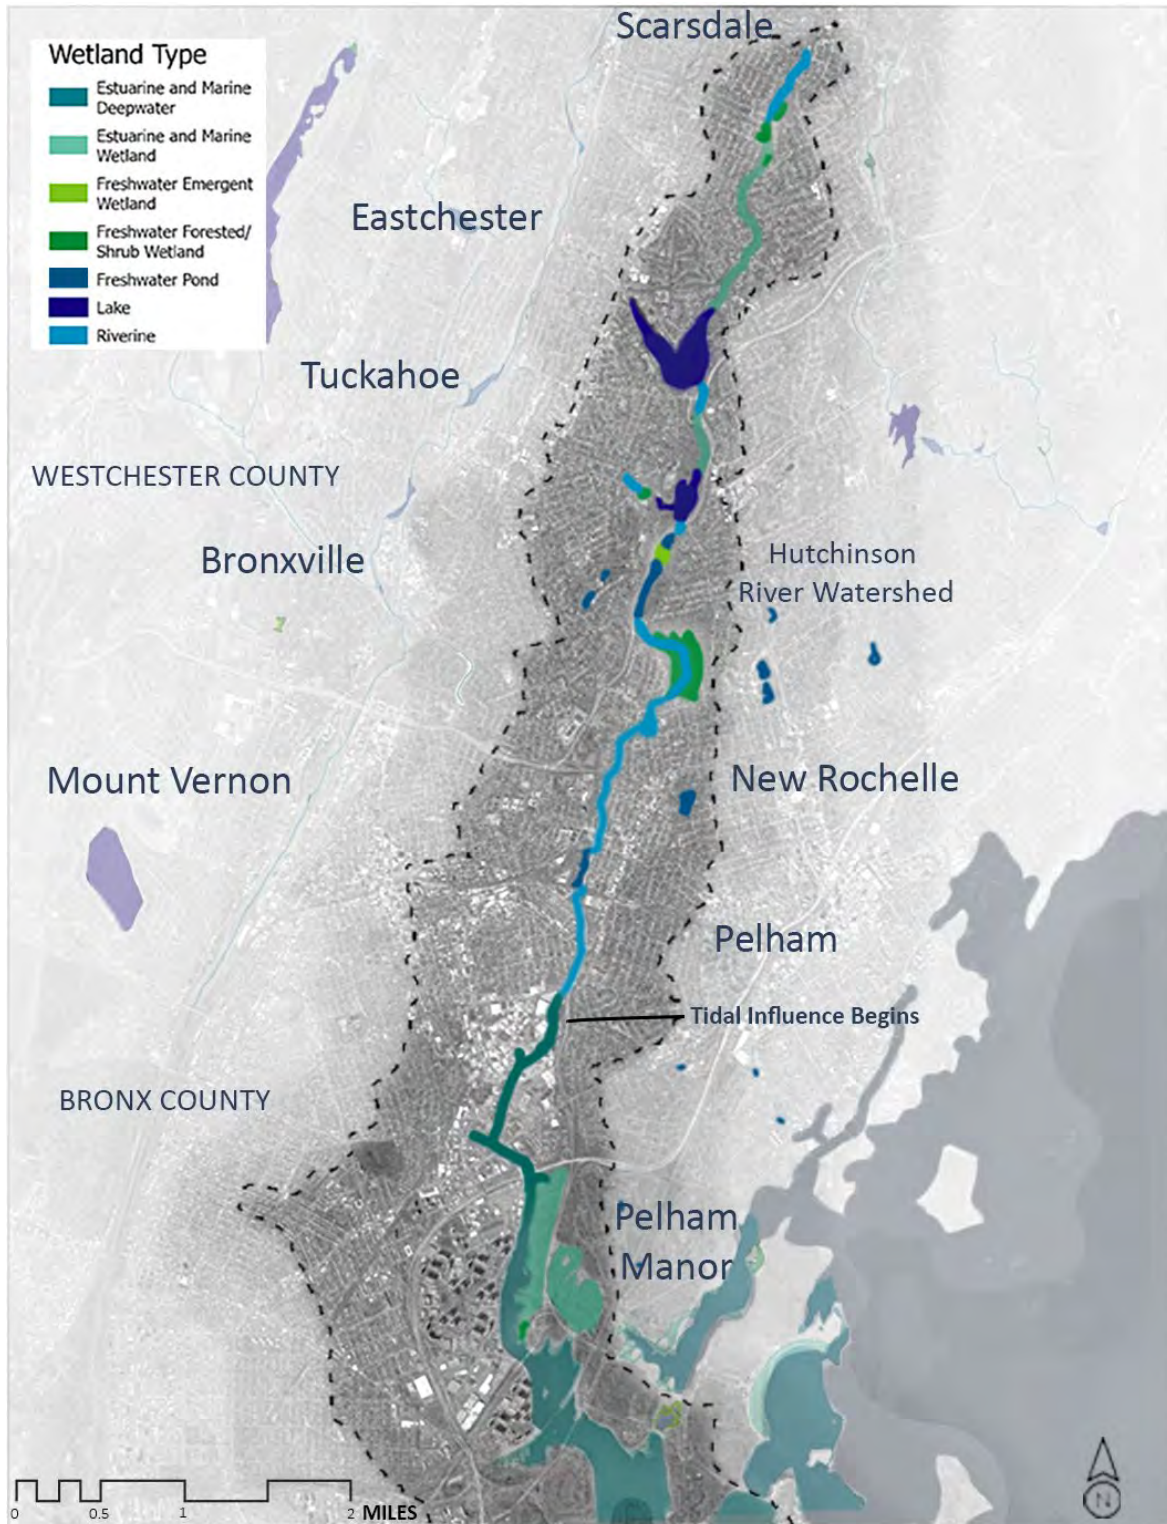 Scarsdale
Wetland Type
Estuarine and Marine
Deepwater
Estuarine and Marine
Wetland
Freshwater Emergent
Wetland
Freshwater Forested/
Shrub Wetland
Freshwater Pond
Lake
Riverine
Eastchester
Tuckahoe
WESTCHESTER COUNTY
Bronxville
Hutchinson
River Watershed
Mount Vernon
New Rochelle
Pelham
Tidal Influence Begins
BRONX COUNTY
Pelham
Manor
0 0.5 1 2 MILES
N